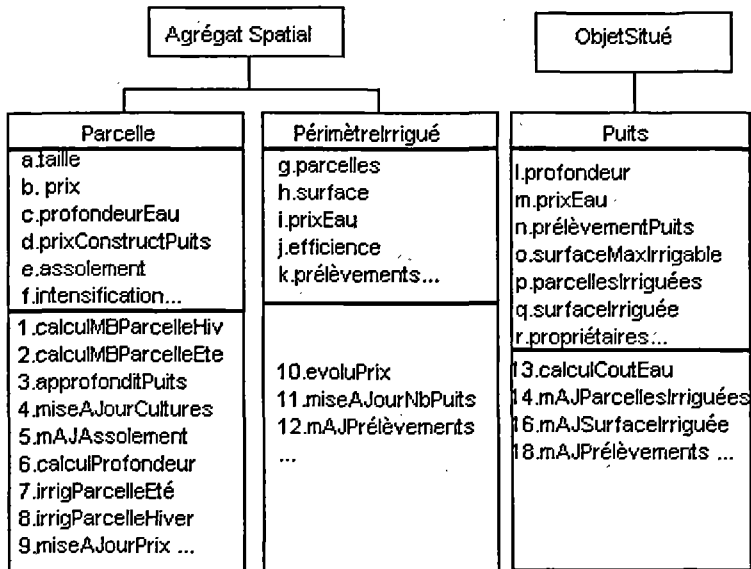 Agrégat Spatial
ObjetSitué
Parcelle
a.taille
b. prix
c.profondeurEau
d.prixConstructPuits
e.assolement
f.intensification...
1.calculMBParcelleHiv
2.calculMBParcelleEte
3.approfonditPuits
4.miseAJourCultures
5.mAJAssolement
6.calculProfondeur
7.irrigParcelleEté
8.irrigParcelleHiver
9.miseAJourPrix ...
PérimètreIrrigué
g.parcelles
h.surface
i.prixEau
j.efficience
k.prélèvements...
10.evoluPrix
11.miseAJourNbPuits
12.mAJPrélèvements
...
Puits
l.profondeur
m.prixEau
n.prélèvementPuits
o.surfaceMaxIrrigable
p.parcellesIrriguées
q.surfaceIrriguée
r.propriétaires...
13.calculCoutEau
14.mAJParcellesIrriguées
16.mAJSurfaceIrriguée
18.mAJPrélèvements ...